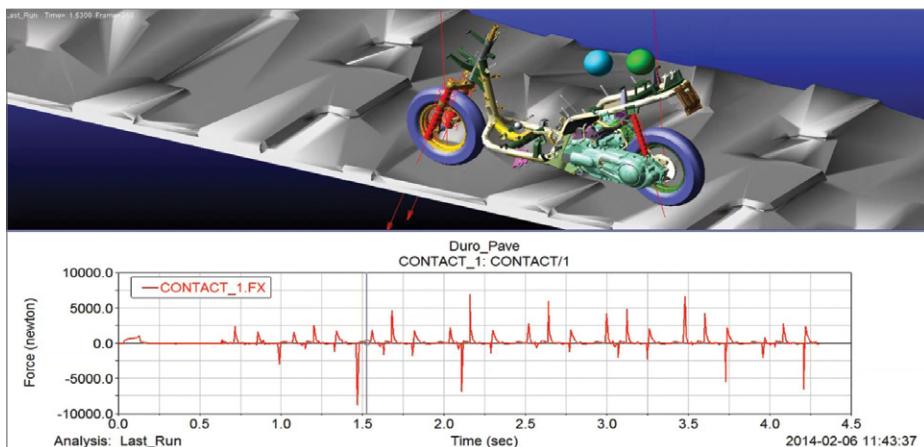 Last_Run Time= 1.5300 Frame=
Duro_Pave
CONTACT_1: CONTACT/1
CONTACT_1.FX
10000.0
5000.0
0.0
-5000.0
-10000.0
Force (newton)
0.0 0.5 1.0 1.5 2.0 2.5 3.0 3.5 4.0 4.5
Analysis: Last_Run Time (sec) 2014-02-06 11:43:37